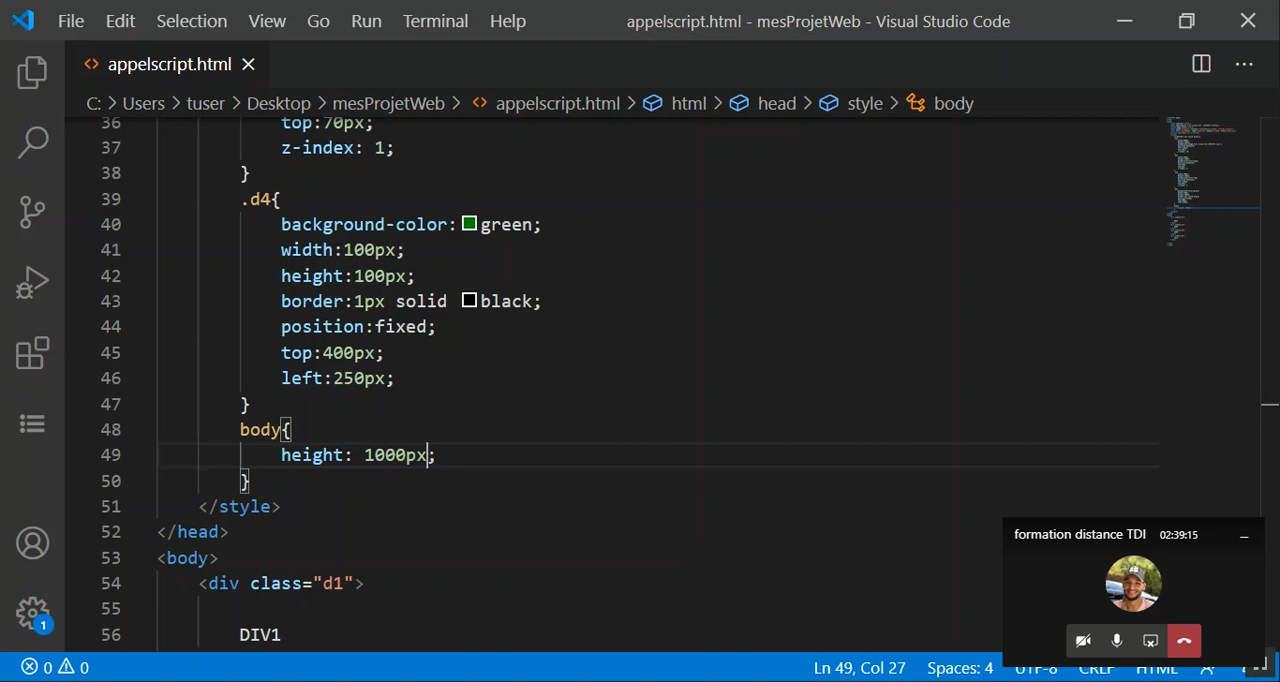 File Edit Selection View Go Run Terminal Help appelscript.html - mesProjetWeb - Visual Studio Code
appelscript.html
C: > Users > tuser > Desktop > mesProjetWeb > appelscript.html > html > head > style > body
36 top:70px;
37 z-index: 1;
38 }
39 .d4{
40 background-color: green;
41 width:100px;
42 height:100px;
43 border:1px solid black;
44 position:fixed;
45 top:400px;
46 left:250px;
47 }
48 body{
49 height: 1000px;
50 }
51 </style>
52 </head>
53 <body>
54 <div class="d1">
55
56 DIV1
formation distance TDI 02:39:15
1
0 0 Ln 49, Col 27 Spaces: 4 UTF-8 CRLF HTML